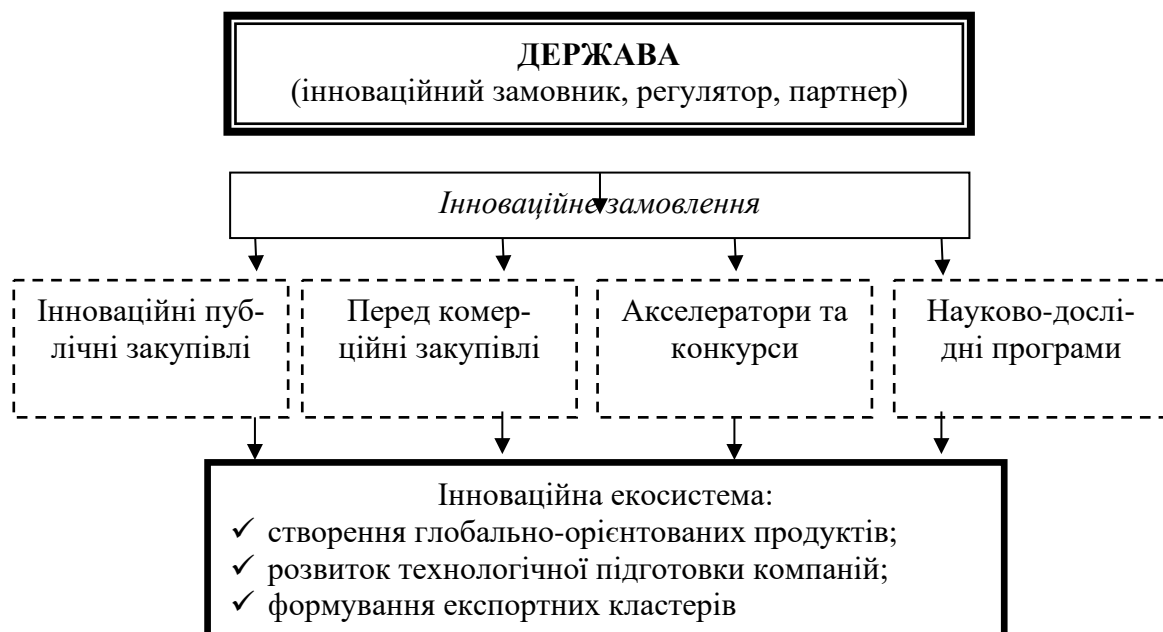 ДЕРЖАВА
(інноваційний замовник, регулятор, партнер)
Інноваційне замовлення
Інноваційні пуб-
лічні закупівлі
Перед комер-
ційні закупівлі
Акселератори та
конкурси
Науково-дослі-
дні програми
Інноваційна екосистема:
✓ створення глобально-орієнтованих продуктів;
✓ розвиток технологічної підготовки компаній;
✓ формування експортних кластерів